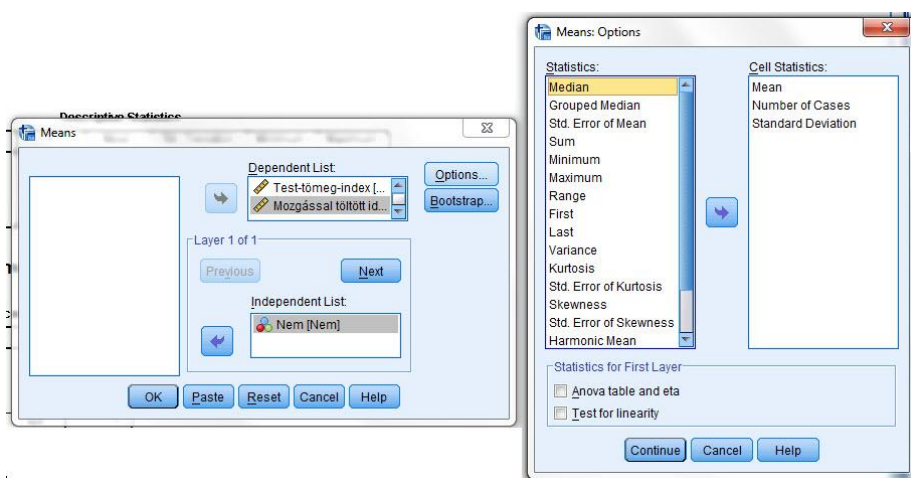 Descriptive Statistics
Means
Dependent List:
Test-tömeg-index [...
Mozgással töltött id...
Options...
Bootstrap...
Layer 1 of 1
Previous
Next
Independent List:
Nem [Nem]
OK
Paste
Reset
Cancel
Help
Means: Options
Statistics:
Median
Grouped Median
Std. Error of Mean
Sum
Minimum
Maximum
Range
First
Last
Variance
Kurtosis
Std. Error of Kurtosis
Skewness
Std. Error of Skewness
Harmonic Mean
Cell Statistics:
Mean
Number of Cases
Standard Deviation
Statistics for First Layer
Anova table and eta
Test for linearity
Continue
Cancel
Help